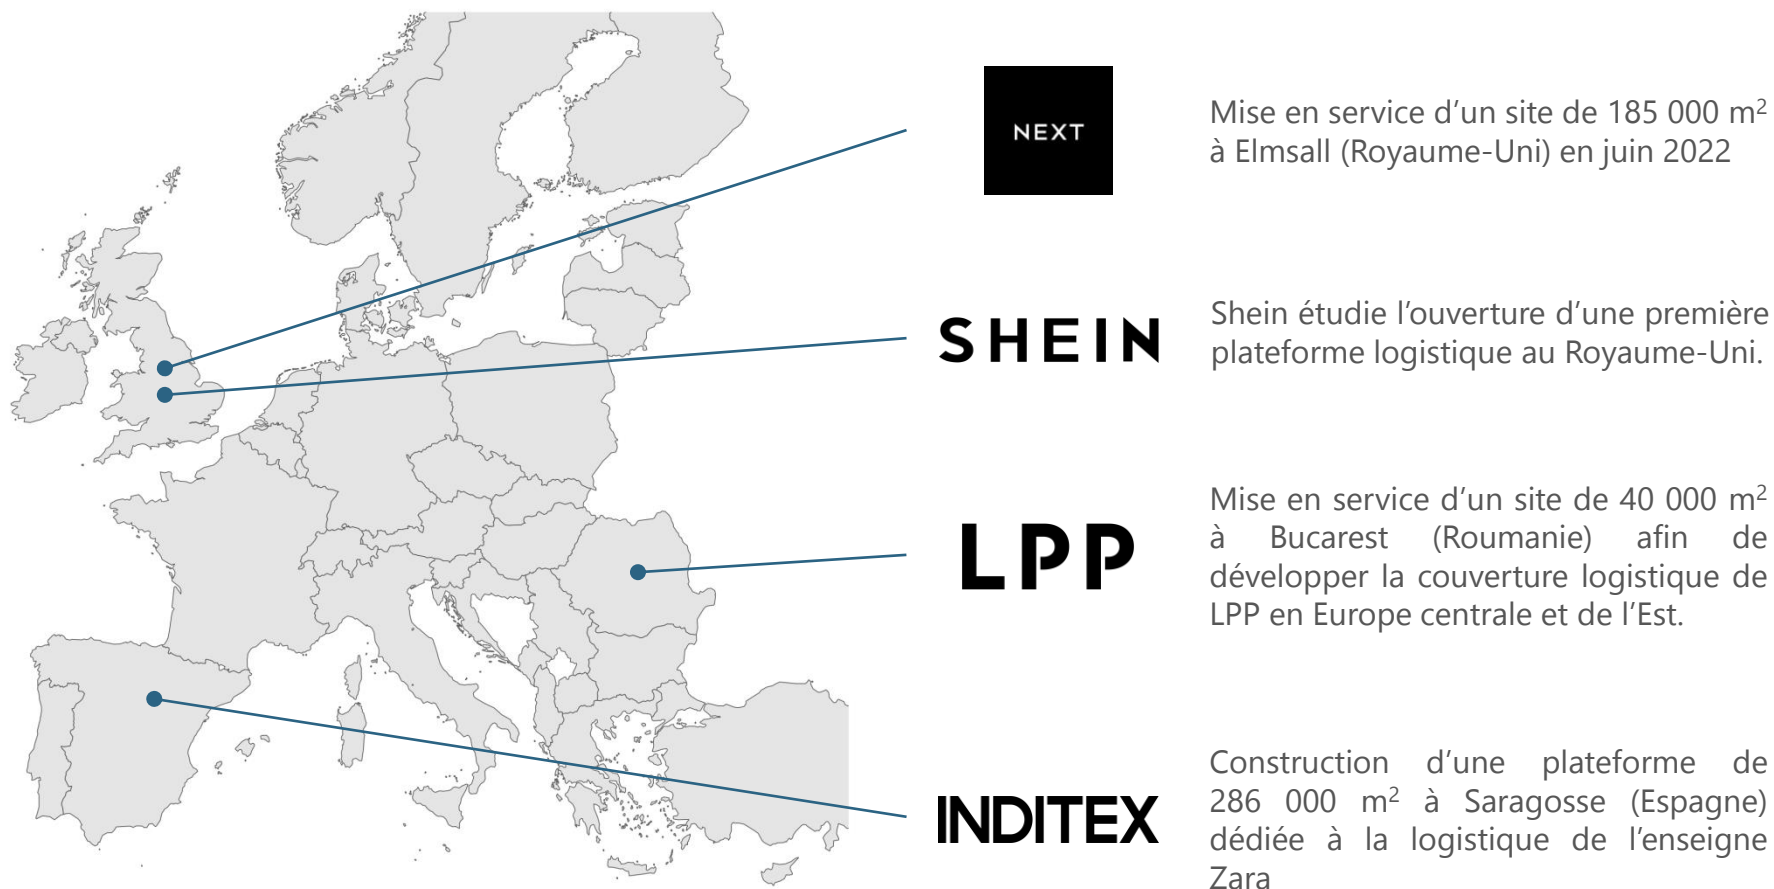 NEXT
Mise en service d’un site de 185 000 m²
à Elmsall (Royaume-Uni) en juin 2022
SHEIN
Shein étudie l’ouverture d’une première
plateforme logistique au Royaume-Uni.
LPP
Mise en service d’un site de 40 000 m²
à Bucarest (Roumanie) afin de
développer la couverture logistique de
LPP en Europe centrale et de l’Est.
INDITEX
Construction d’une plateforme de
286 000 m² à Saragosse (Espagne)
dédiée à la logistique de l’enseigne
Zara